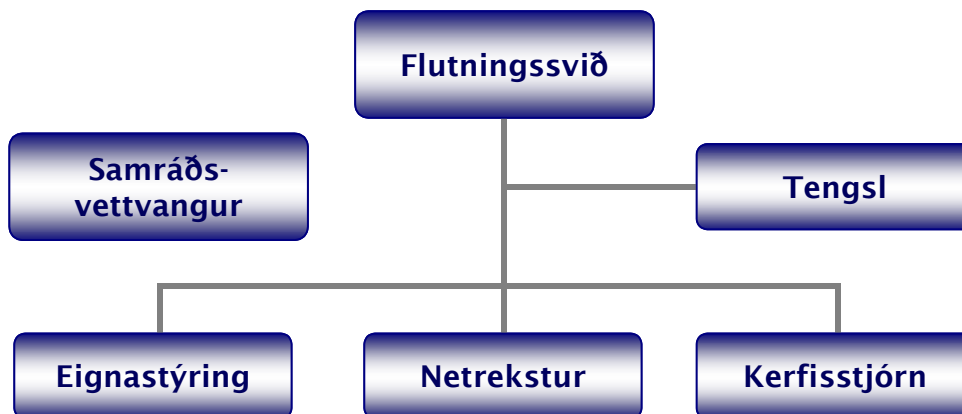 Flutningssvið
Samráðs-
vettvangur
Tengsl
Eignastýring
Netrekstur
Kerfisstjórn